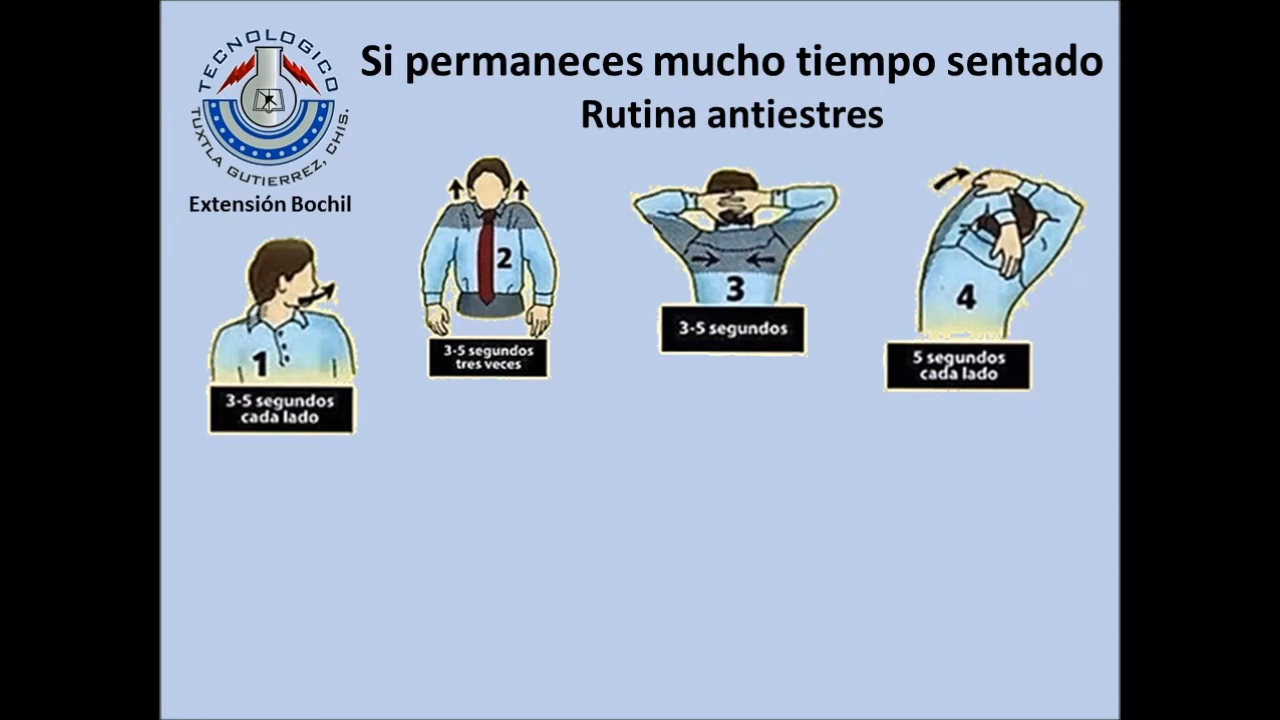 TECNOLOGICO
TUXTLA GUTIERREZ, CHIS.
Extensión Bochil
Si permaneces mucho tiempo sentado
Rutina antiestres
1
3-5 segundos
cada lado
2
3-5 segundos
tres veces
3
3-5 segundos
4
5 segundos
cada lado